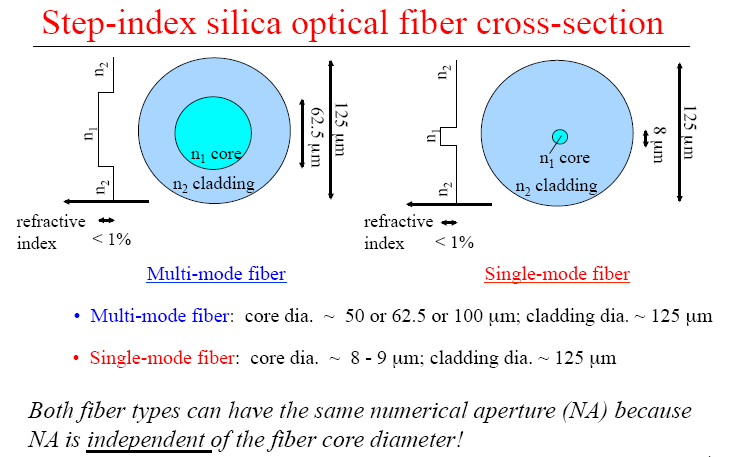 Step-index silica optical fiber cross-section
n2
n1
n2
n1 core
n2 cladding
62.5 μm
125 μm
refractive
index
< 1%
n2
n1
n2
n1 core
n2 cladding
8 μm
125 μm
refractive
index
< 1%
Multi-mode fiber
Single-mode fiber
• Multi-mode fiber: core dia. ~ 50 or 62.5 or 100 μm; cladding dia. ~ 125 μm
• Single-mode fiber: core dia. ~ 8 - 9 μm; cladding dia. ~ 125 μm
Both fiber types can have the same numerical aperture (NA) because
NA is independent of the fiber core diameter!